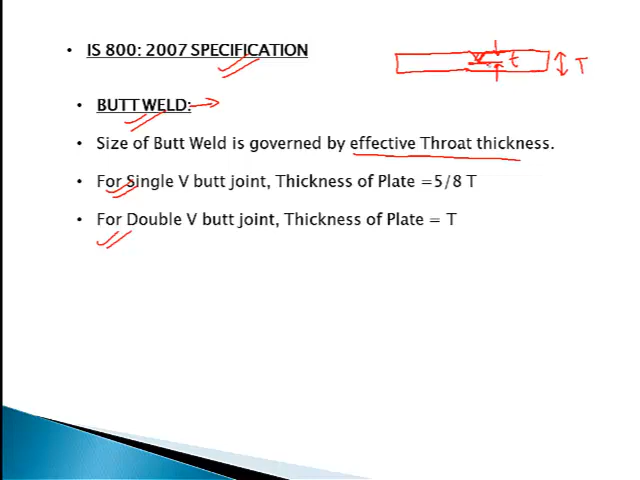 IS 800: 2007 SPECIFICATION
t
T
BUTT WELD:
Size of Butt Weld is governed by effective Throat thickness.
For Single V butt joint, Thickness of Plate =5/8 T
For Double V butt joint, Thickness of Plate = T